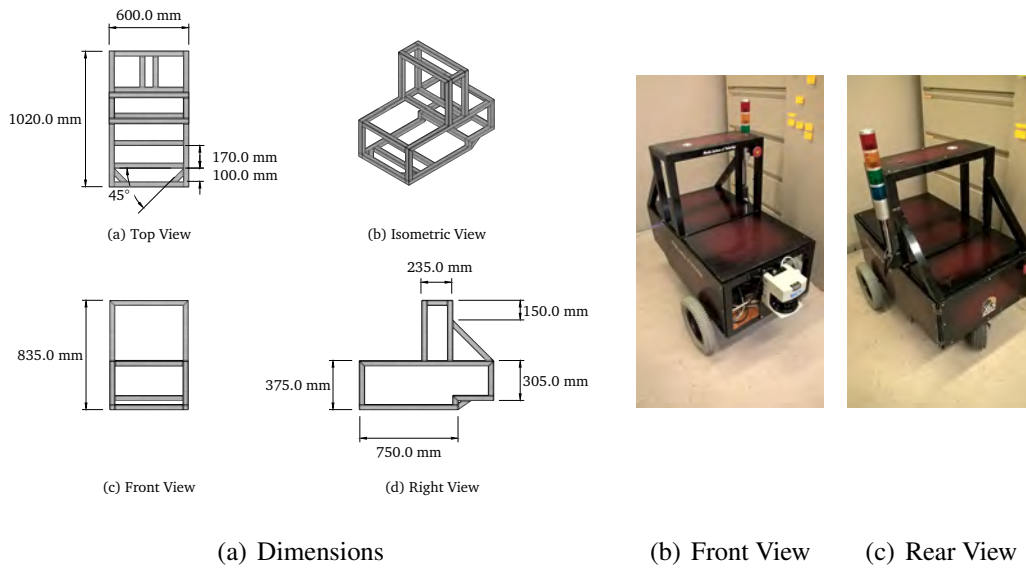 600.0 mm
1020.0 mm
170.0 mm
100.0 mm
45°
(a) Top View
(b) Isometric View
235.0 mm
150.0 mm
835.0 mm
375.0 mm
305.0 mm
750.0 mm
(c) Front View
(d) Right View
(a) Dimensions
(b) Front View
(c) Rear View